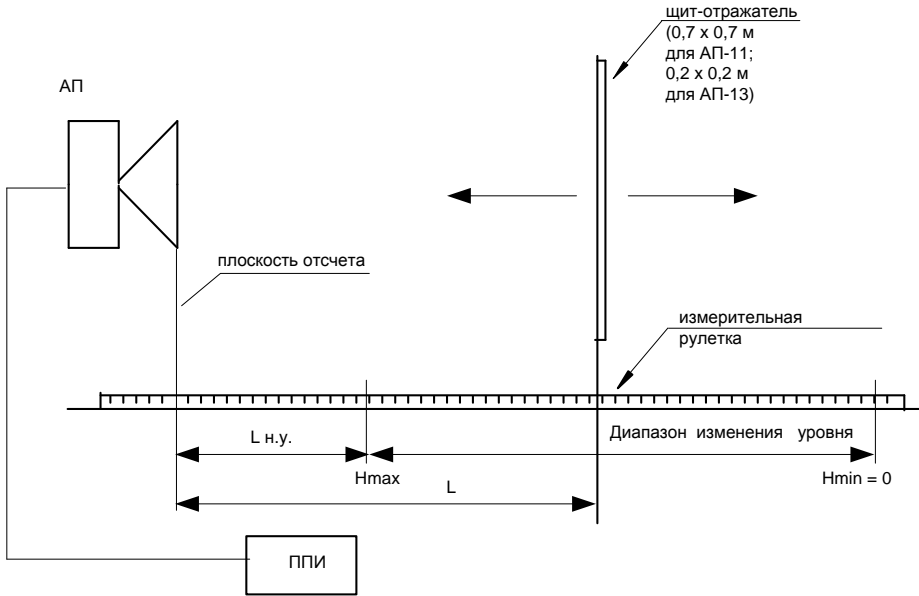 щит-отражатель
(0,7 х 0,7 м
для АП-11;
0,2 х 0,2 м
для АП-13)
АП
плоскость отсчета
измерительная
рулетка
L н.у.
Диапазон изменения уровня
Hmax
L
Hmin = 0
ППИ